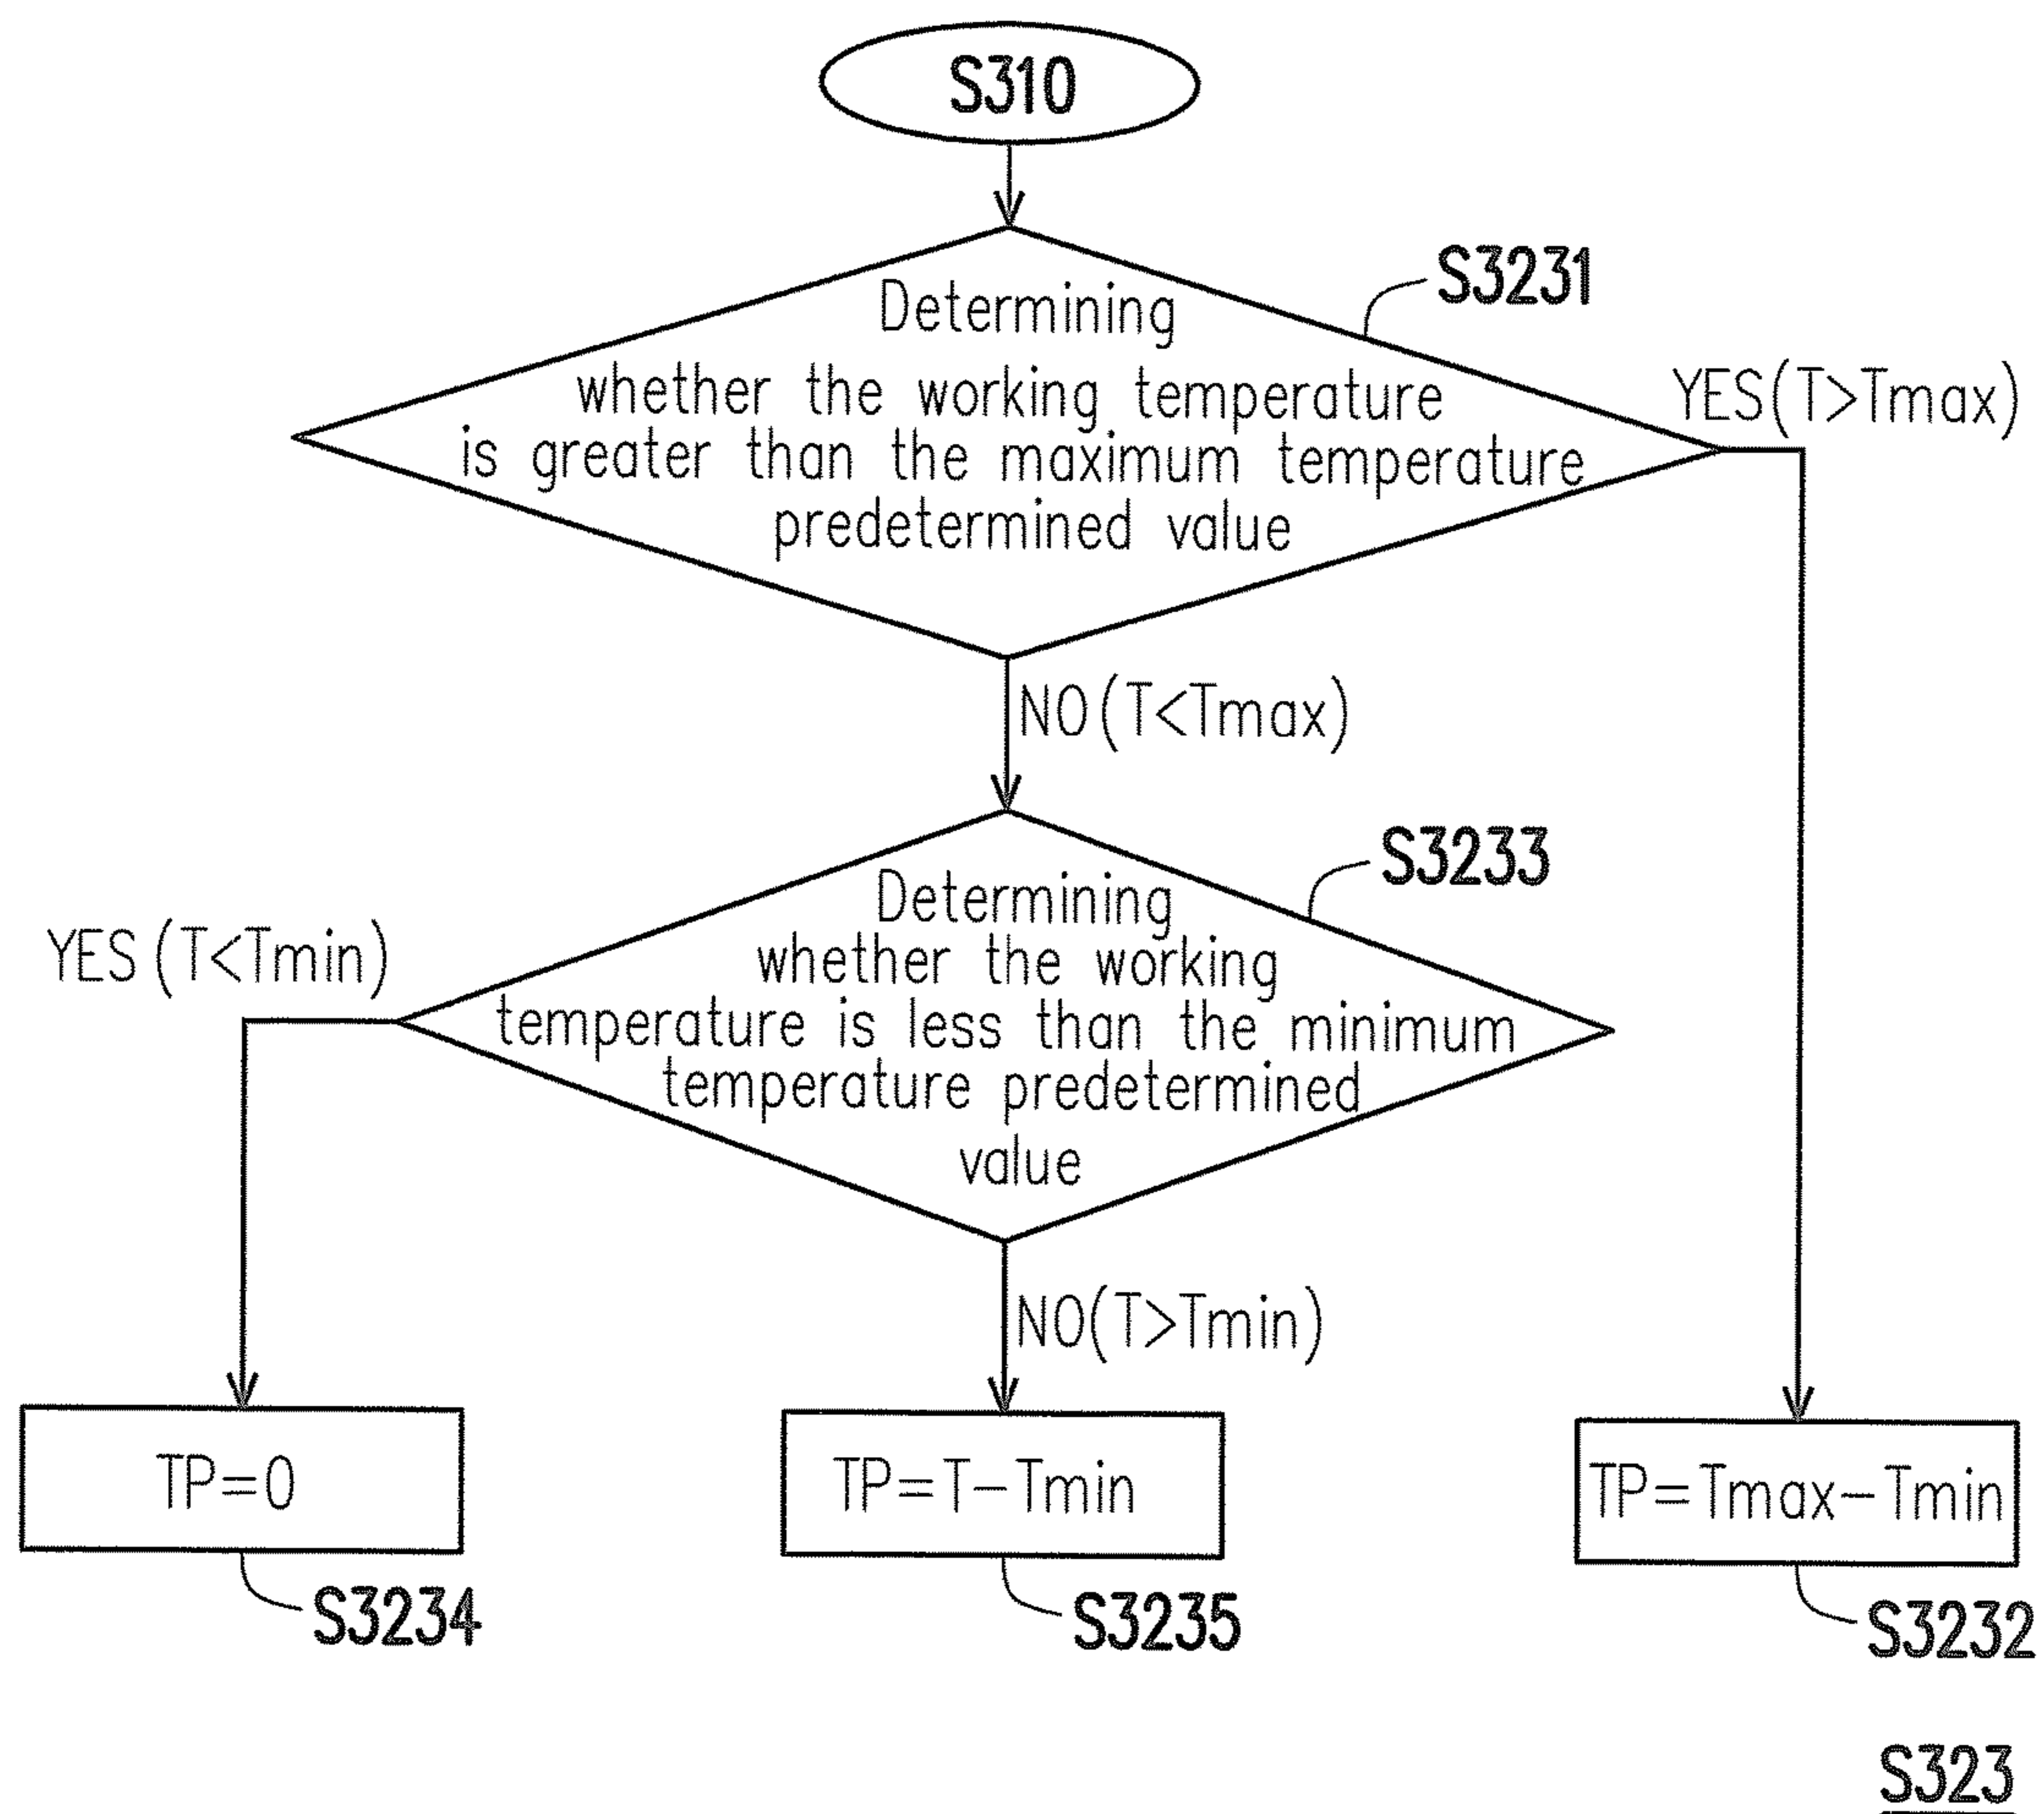 S310
S3231
Determining
whether the working temperature
is greater than the maximum temperature
predetermined value
YES(T>Tmax)
NO(T<Tmax)
S3233
Determining
whether the working
temperature is less than the minimum
temperature predetermined
value
YES(T<Tmin)
NO(T>Tmin)
TP=0
TP=T-Tmin
TP=Tmax-Tmin
S3234
S3235
S3232
S323